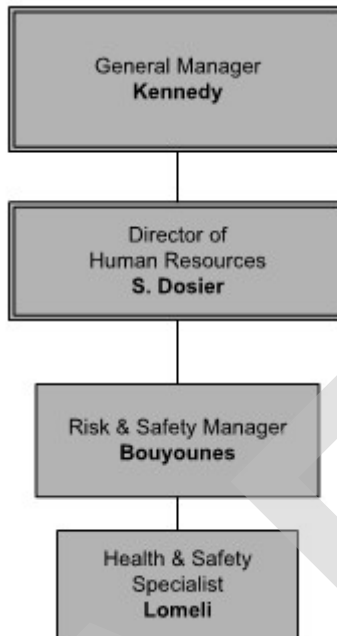 General Manager
Kennedy
Director of
Human Resources
S. Dosier
Risk & Safety Manager
Bouyounes
Health & Safety
Specialist
Lomeli